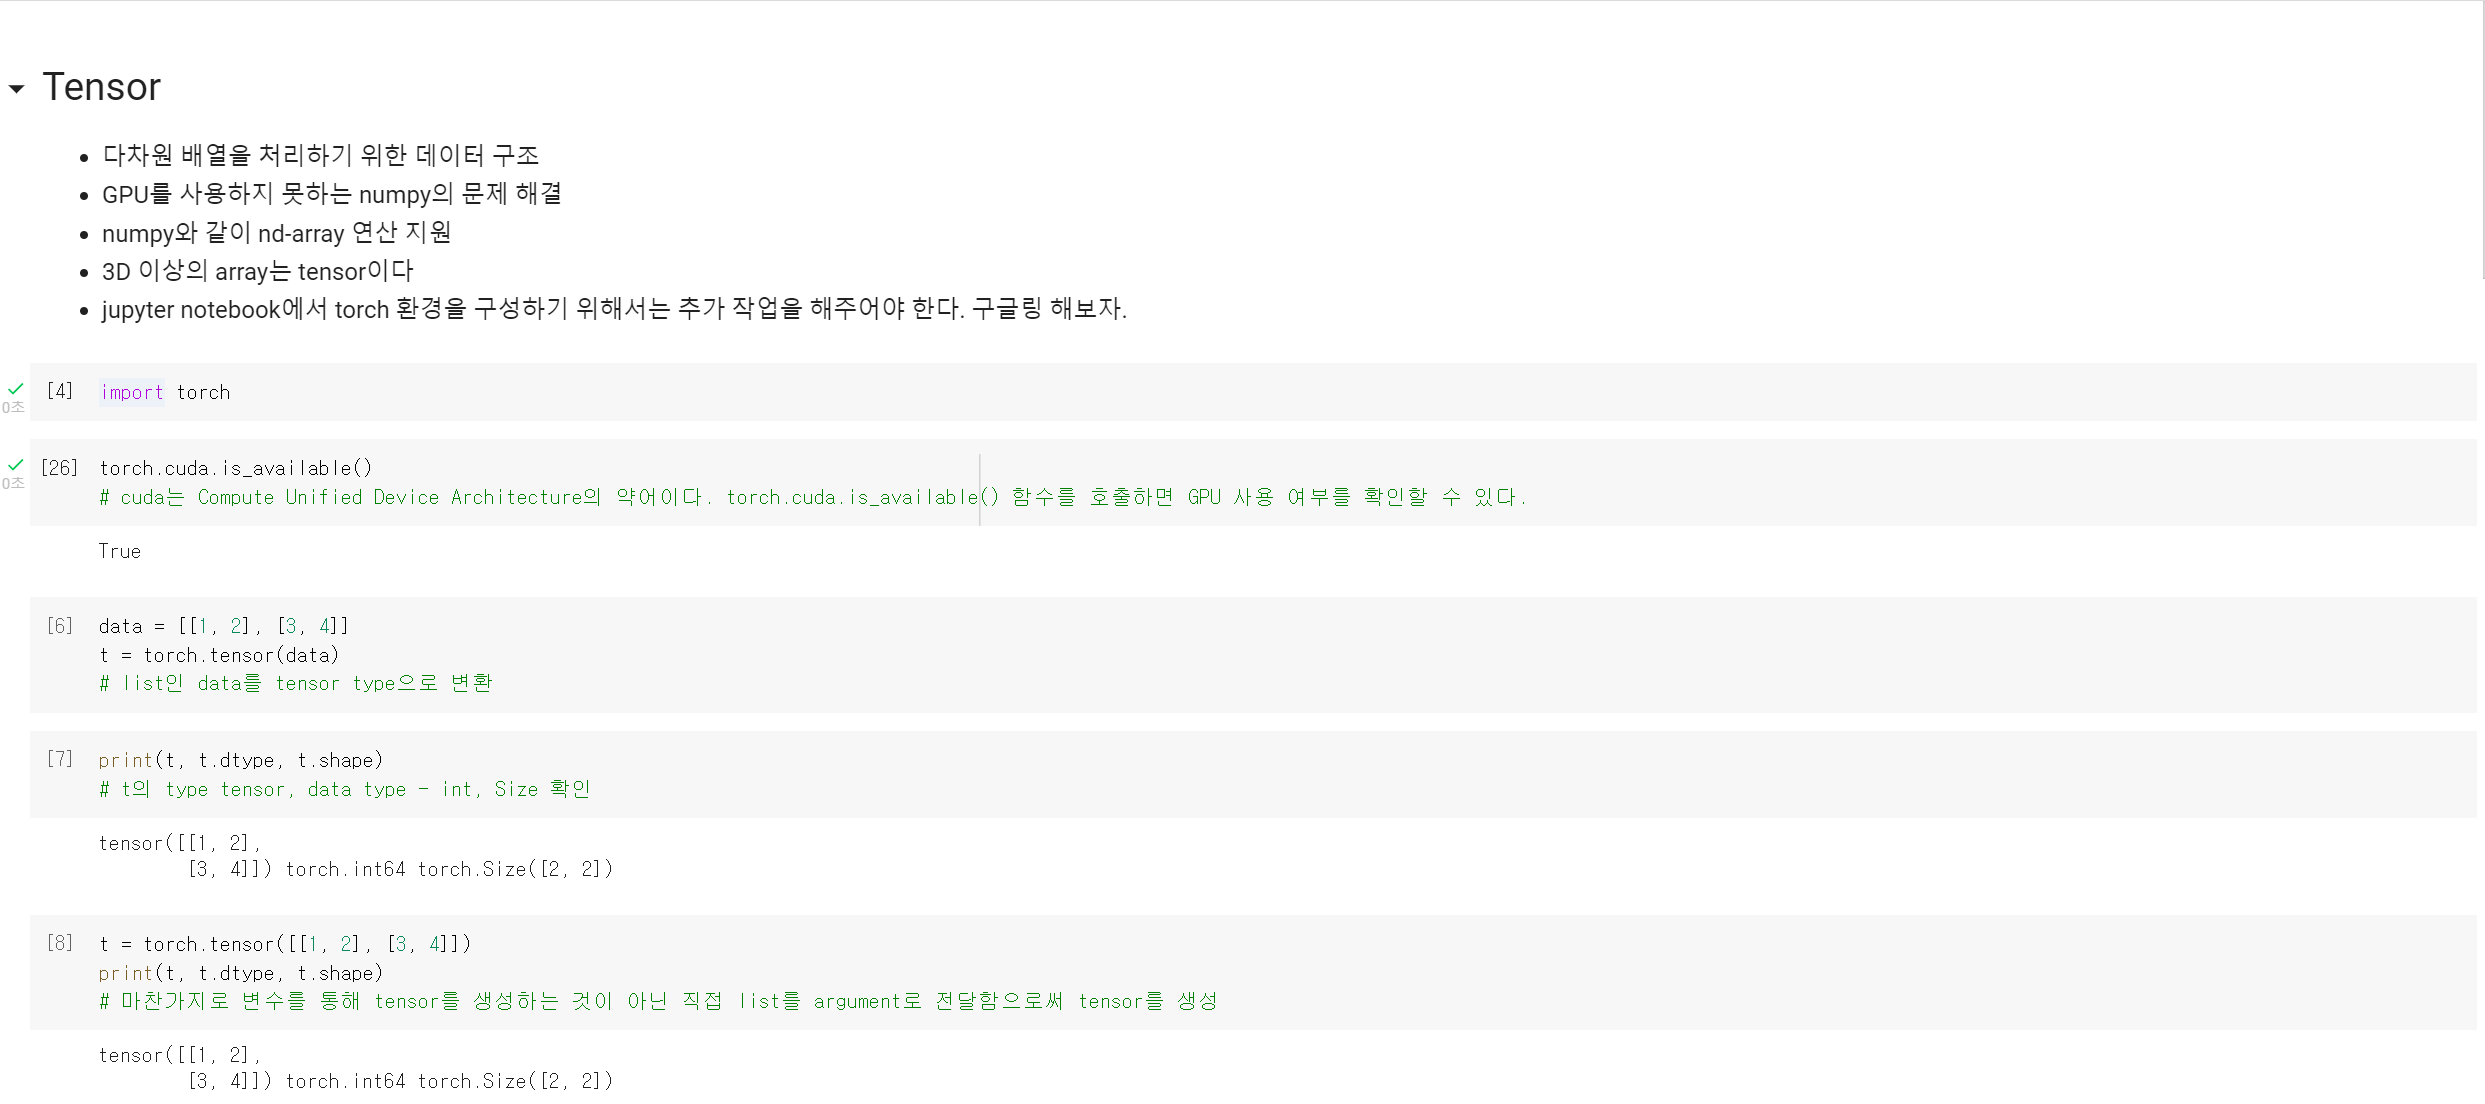 Tensor
다차원 배열을 처리하기 위한 데이터 구조
GPU를 사용하지 못하는 numpy의 문제 해결
numpy와 같이 nd-array 연산 지원
3D 이상의 array는 tensor이다
jupyter notebook에서 torch 환경을 구성하기 위해서는 추가 작업을 해주어야 한다. 구글링 해보자.
[4] import torch
0초
[26] torch.cuda.is_available()
0초 # cuda는 Compute Unified Device Architecture의 약어이다. torch.cuda.is_available() 함수를 호출하면 GPU 사용 여부를 확인할 수 있다.
True
[6] data = [[1, 2], [3, 4]]
t = torch.tensor(data)
# list인 data를 tensor type으로 변환
[7] print(t, t.dtype, t.shape)
# t의 type tensor, data type - int, Size 확인
tensor([[1, 2],
[3, 4]]) torch.int64 torch.Size([2, 2])
[8] t = torch.tensor([[1, 2], [3, 4]])
print(t, t.dtype, t.shape)
# 마찬가지로 변수를 통해 tensor를 생성하는 것이 아닌 직접 list를 argument로 전달함으로써 tensor를 생성
tensor([[1, 2],
[3, 4]]) torch.int64 torch.Size([2, 2])